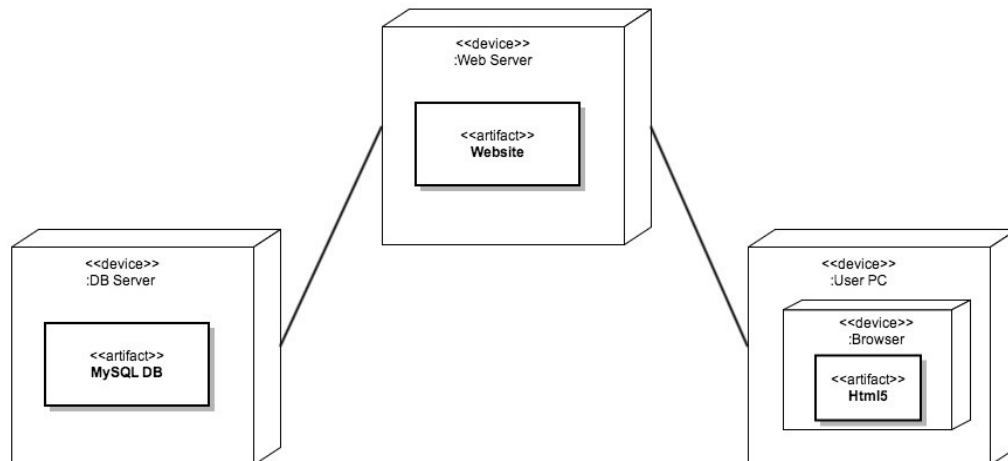 <<device>>
:Web Server
<<artifact>>
Website
<<device>>
:DB Server
<<artifact>>
MySQL DB
<<device>>
:User PC
<<device>>
:Browser
<<artifact>>
Html5